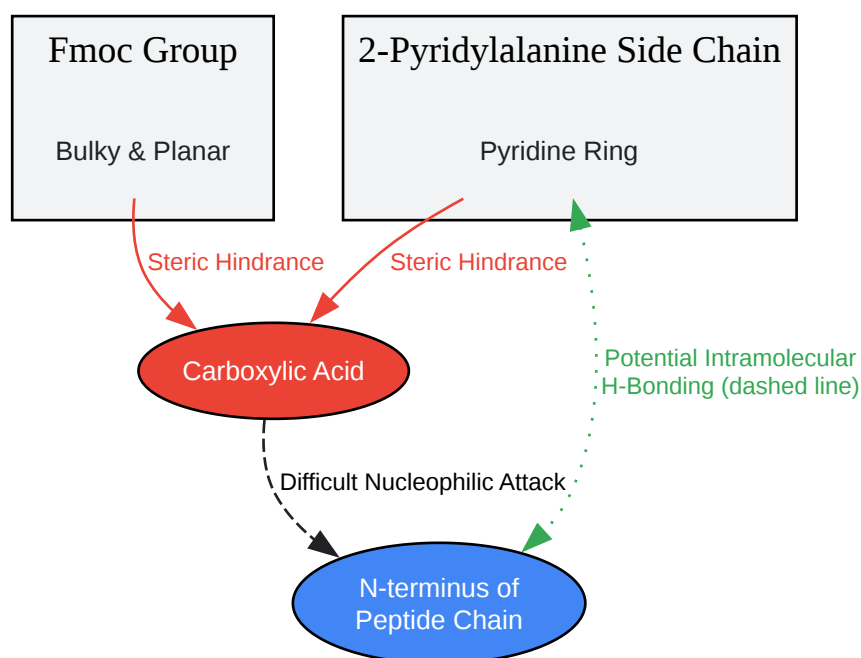 Fmoc Group
2-Pyridylalanine Side Chain
Bulky & Planar
Pyridine Ring
Steric Hindrance
Steric Hindrance
Carboxylic Acid
Potential Intramolecular
H-Bonding (dashed line)
Difficult Nucleophilic Attack
N-terminus of
Peptide Chain